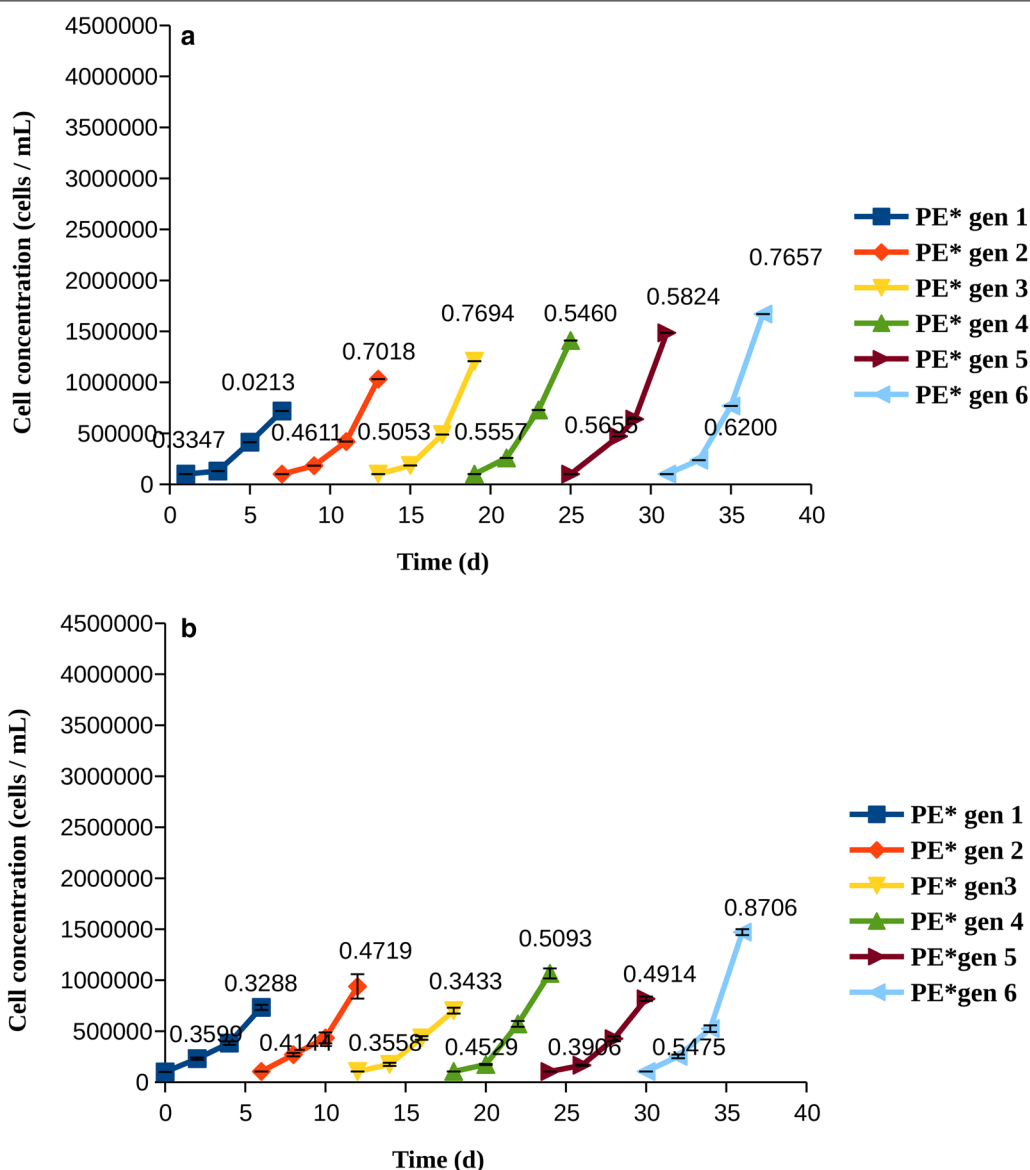 a
4500000
4000000
3500000
3000000
2500000
2000000
1500000
1000000
500000
0
Cell concentration (cells / mL)
0.3347
0.0213
0.4611
0.7018
0.5053
0.7694
0.5557
0.5460
0.5655
0.5824
0.6200
0.7657
0 5 10 15 20 25 30 35 40
Time (d)
PE* gen 1
PE* gen 2
PE* gen 3
PE* gen 4
PE* gen 5
PE* gen 6
b
4500000
4000000
3500000
3000000
2500000
2000000
1500000
1000000
500000
0
Cell concentration (cells / mL)
0.3599
0.3288
0.4144
0.4719
0.3558
0.3433
0.4529
0.5093
0.3906
0.4914
0.5475
0.8706
0 5 10 15 20 25 30 35 40
Time (d)
PE* gen 1
PE* gen 2
PE* gen3
PE* gen 4
PE*gen 5
PE*gen 6